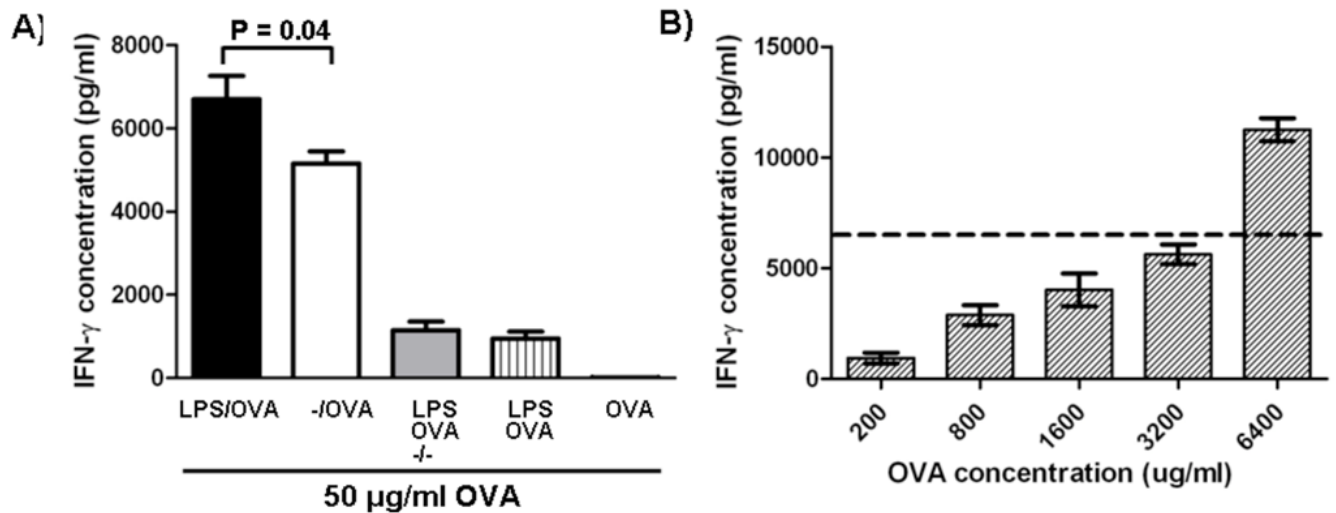 A)
P = 0.04
IFN-γ concentration (pg/ml)
8000
6000
4000
2000
0
LPS/OVA
-/OVA
LPS
OVA
-/-
LPS
OVA
OVA
50 µg/ml OVA
B)
IFN-γ concentration (pg/ml)
15000
10000
5000
0
200
800
1600
3200
6400
OVA concentration (ug/ml)